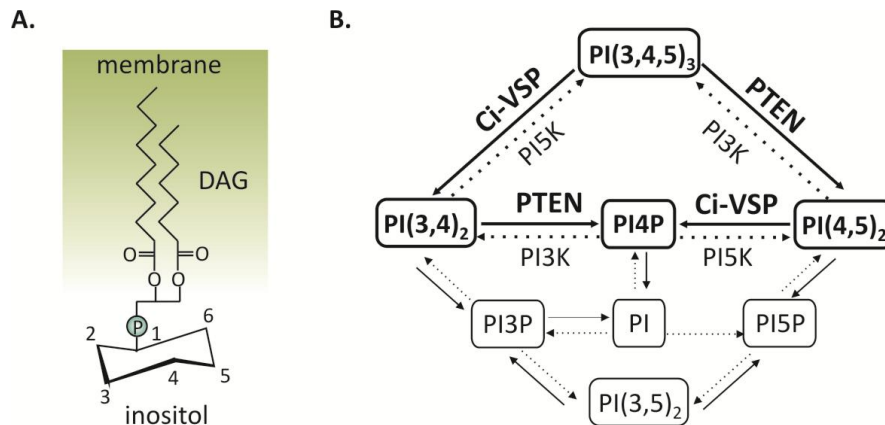 A.
membrane
DAG
O O
O O
P
1
2
3
4
5
6
inositol
B.
PI(3,4,5)₃
Ci-VSP
PI5K
PTEN
PI3K
PI(3,4)₂
PTEN
PI3K
PI4P
Ci-VSP
PI5K
PI(4,5)₂
PI3P
PI
PI5P
PI(3,5)₂